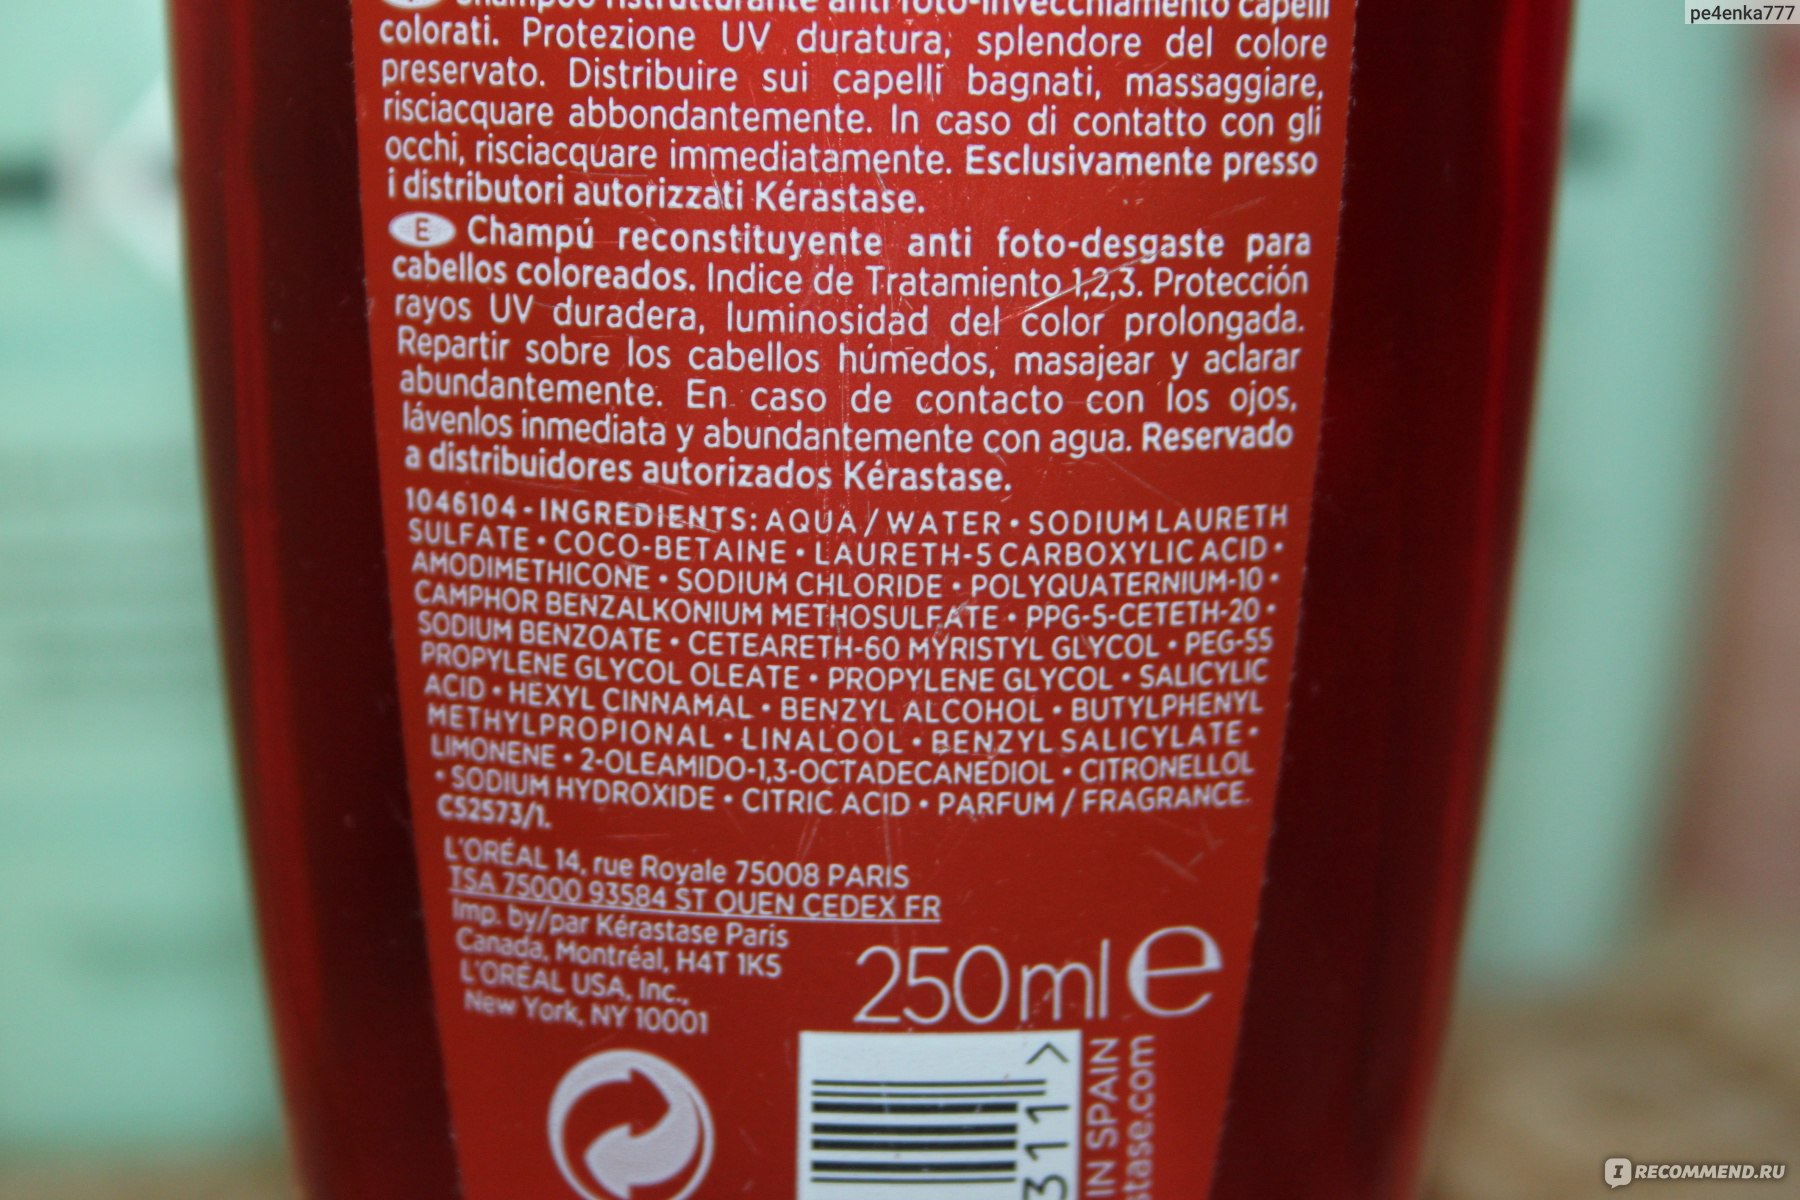 pe4enka777
Shampoo ristrutturante anti foto-invecchiamento capelli
colorati. Protezione UV duratura, splendore del colore
preservato. Distribuire sui capelli bagnati, massaggiare,
risciacquare abbondantemente. In caso di contatto con gli
occhi, risciacquare immediatamente. Esclusivamente presso
i distributori autorizzati Kérastase.
E Champú reconstituyente anti foto-desgaste para
cabellos coloreados. Indice de Tratamiento 1,2,3. Protección
rayos UV duradera, luminosidad del color prolongada.
Repartir sobre los cabellos húmedos, masajear y aclarar
abundantemente. En caso de contacto con los ojos,
lávenlos inmediata y abundantemente con agua. Reservado
a distribuidores autorizados Kérastase.
1046104 - INGREDIENTS: AQUA / WATER • SODIUM LAURETH
SULFATE • COCO-BETAINE • LAURETH-5 CARBOXYLIC ACID •
AMODIMETHICONE • SODIUM CHLORIDE • POLYQUATERNIUM-10 •
CAMPHOR BENZALKONIUM METHOSULFATE • PPG-5-CETETH-20 •
SODIUM BENZOATE • CETEARETH-60 MYRISTYL GLYCOL • PEG-55
PROPYLENE GLYCOL OLEATE • PROPYLENE GLYCOL • SALICYLIC
ACID • HEXYL CINNAMAL • BENZYL ALCOHOL • BUTYLPHENYL
METHYLPROPIONAL • LINALOOL • BENZYL SALICYLATE •
LIMONENE • 2-OLEAMIDO-1,3-OCTADECANEDIOL • CITRONELLOL
• SODIUM HYDROXIDE • CITRIC ACID • PARFUM / FRAGRANCE.
C52573/1.
L'ORÉAL 14, rue Royale 75008 PARIS
TSA 75000 93584 ST OUEN CEDEX FR
Imp. by/par Kérastase Paris
Canada, Montréal, H4T 1K5
L'ORÉAL USA, Inc.,
New York, NY 10001
250ml e
311>
IN SPAIN
stase.com
IRECOMMEND.RU